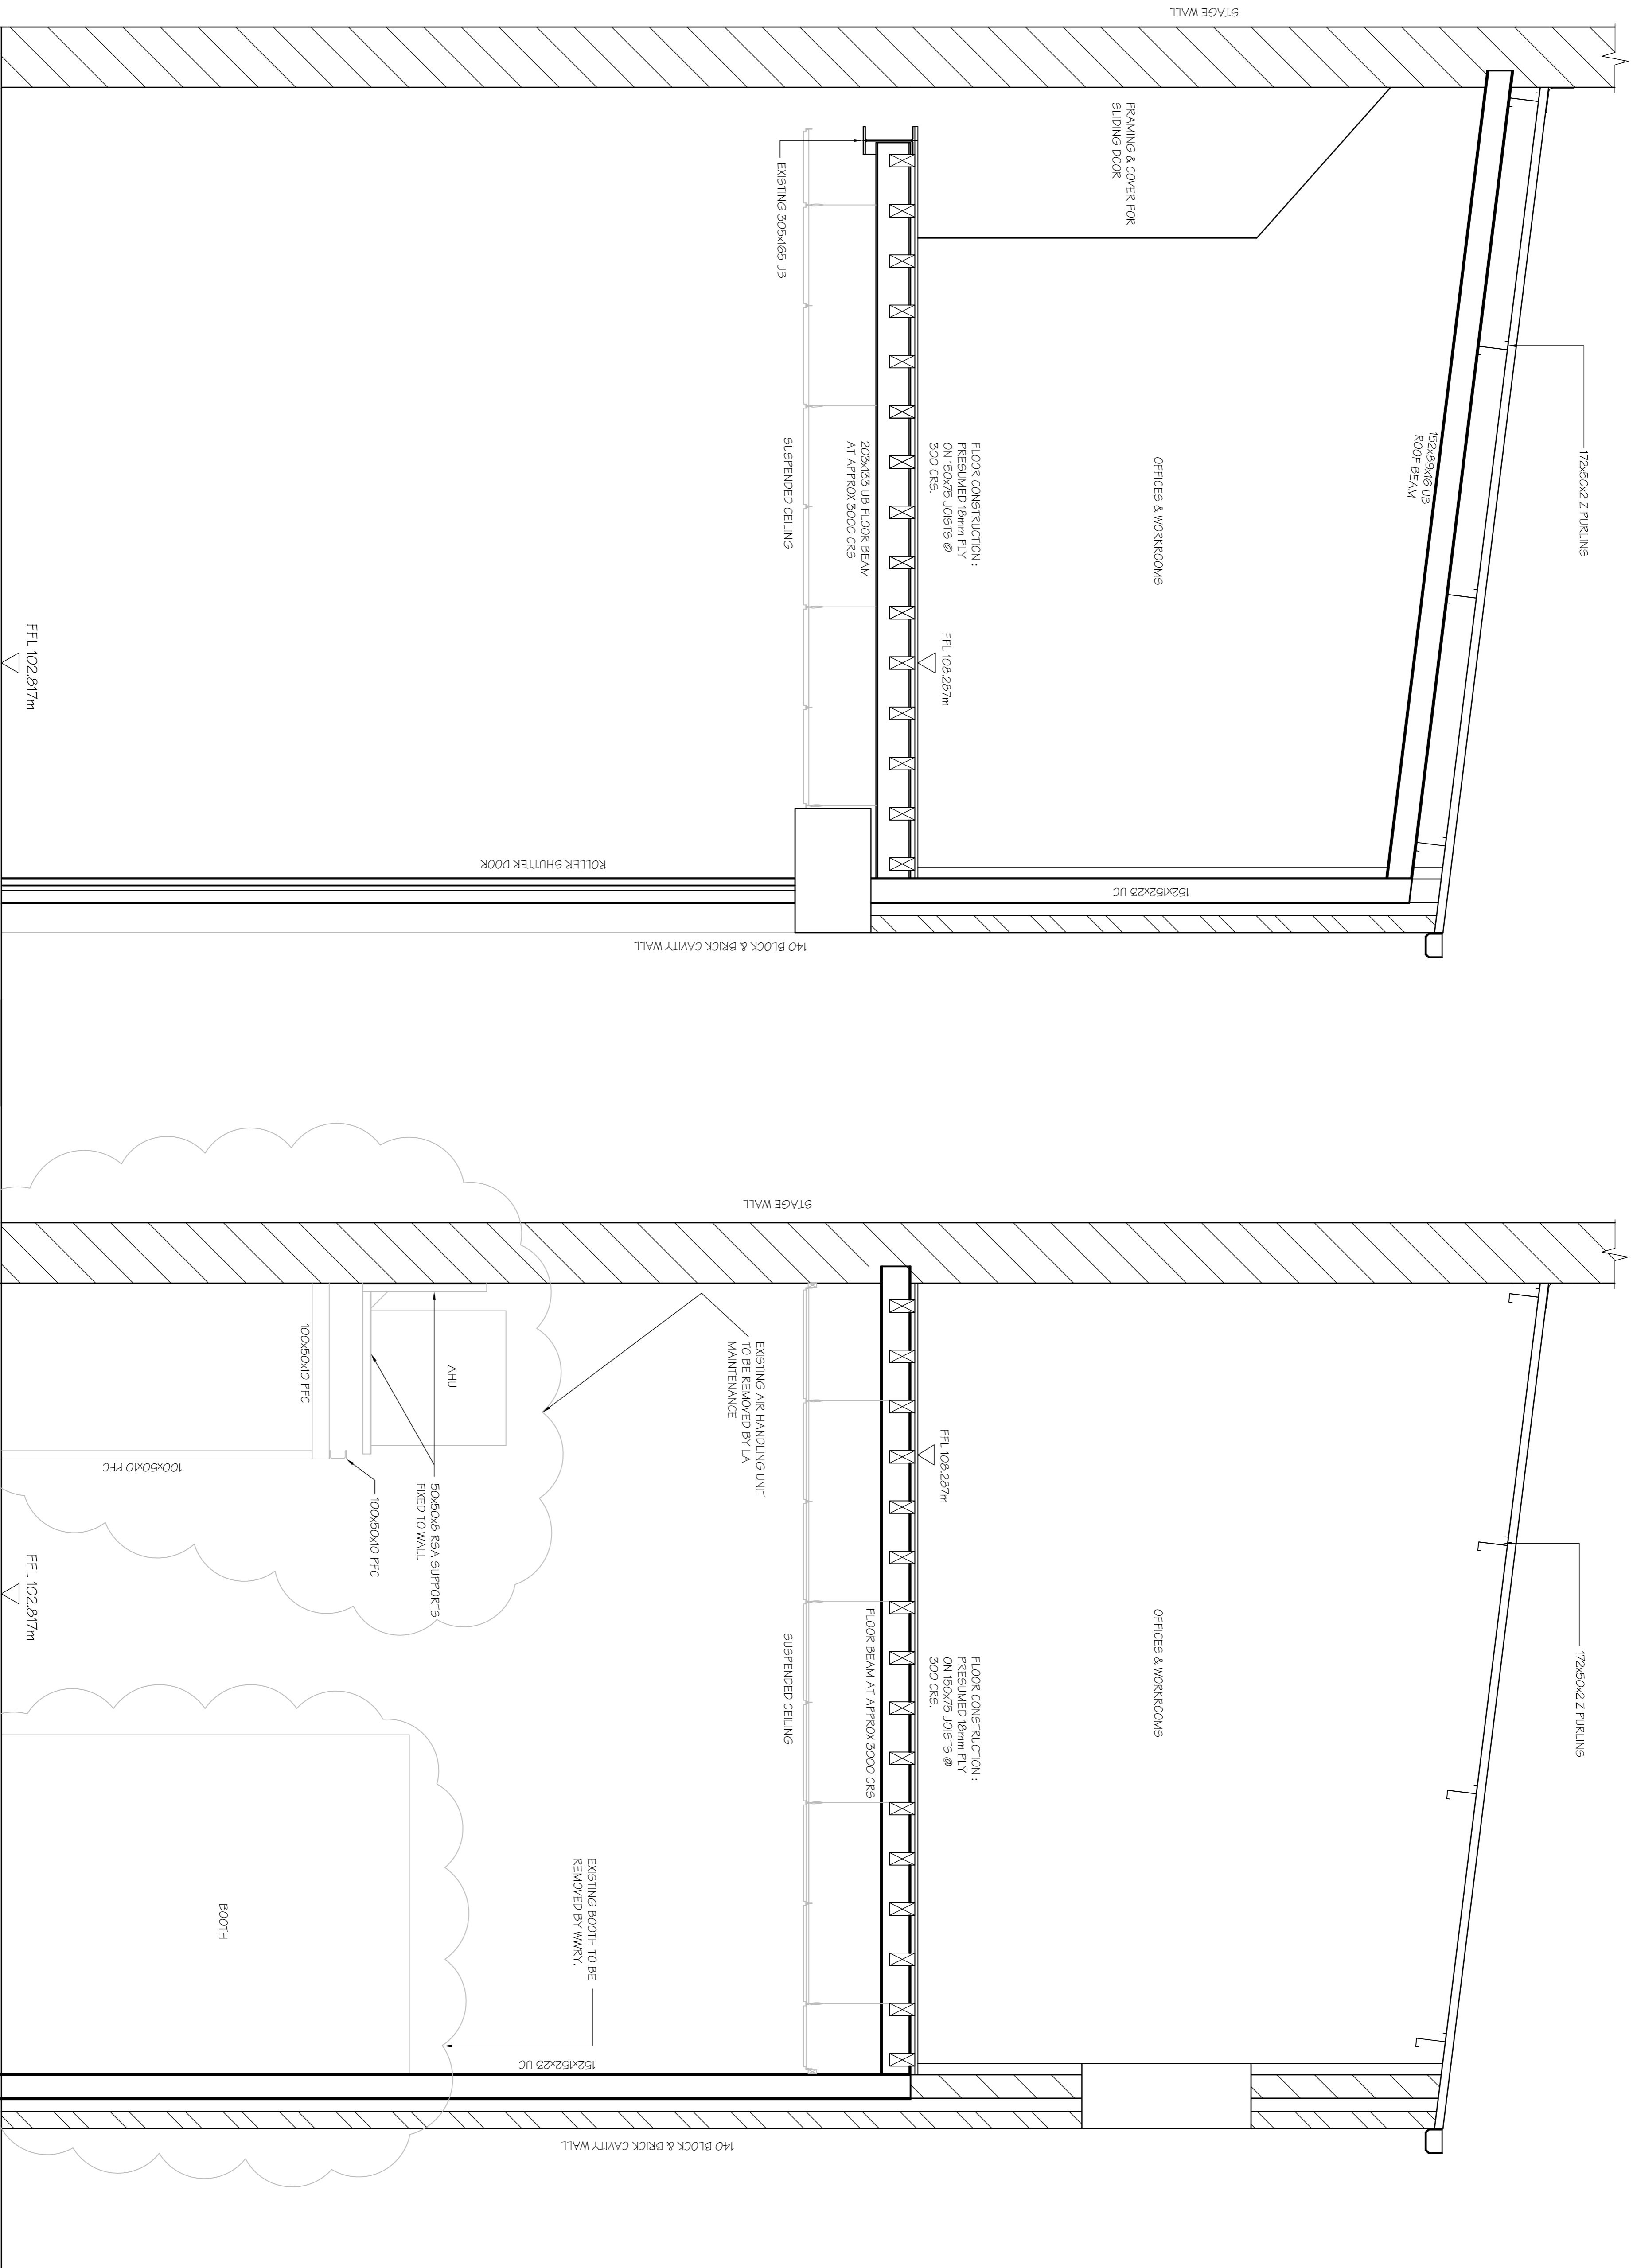 STAGE WALL
172x50x2 Z PURLINS
152x89x16 UB
ROOF BEAM
FRAMING & COVER FOR
SLIDING DOOR
OFFICES & WORKROOMS
152x152x23 UC
FLOOR CONSTRUCTION :
PRESUMED 18mm PLY
ON 150x75 JOISTS @
300 CRS.
FFL 108.287m
203x133 UB FLOOR BEAM
AT APPROX 3000 CRS
EXISTING 305x165 UB
SUSPENDED CEILING
140 BLOCK & BRICK CAVITY WALL
ROLLER SHUTTER DOOR
FFL 102.817m
STAGE WALL
172x50x2 Z PURLINS
OFFICES & WORKROOMS
FLOOR CONSTRUCTION :
PRESUMED 18mm PLY
ON 150x75 JOISTS @
300 CRS.
FFL 108.287m
FLOOR BEAM AT APPROX 3000 CRS
SUSPENDED CEILING
EXISTING AIR HANDLING UNIT
TO BE REMOVED BY LA
MAINTENANCE
EXISTING BOOTH TO BE
REMOVED BY WWRY.
152x152x23 UC
140 BLOCK & BRICK CAVITY WALL
AHU
50x50x8 RSA SUPPORTS
FIXED TO WALL
100x50x10 PFC
100x50x10 PFC
100x50x10 PFC
BOOTH
FFL 102.817m